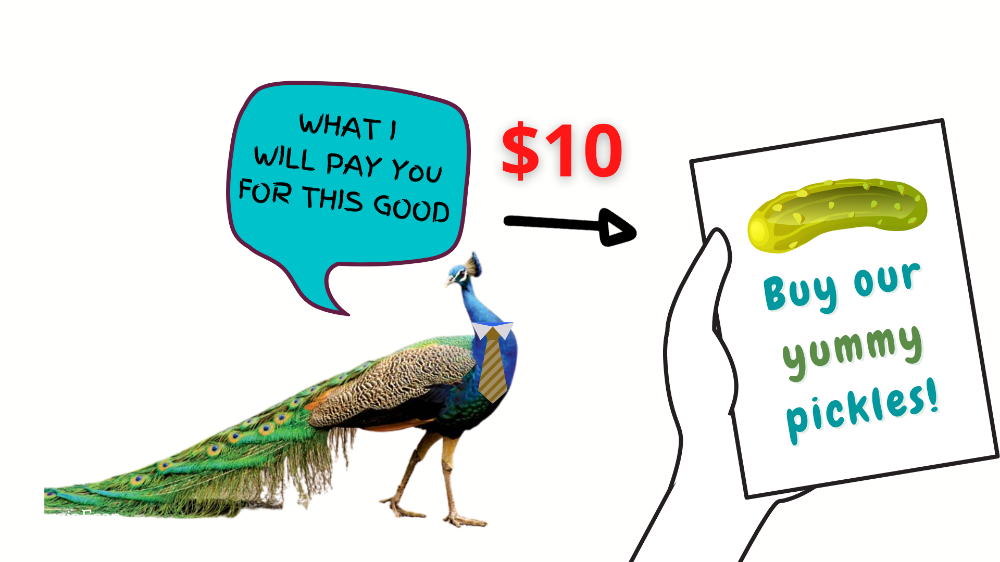 WHAT I
WILL PAY YOU
FOR THIS GOOD
$10
Buy our
yummy
pickles!